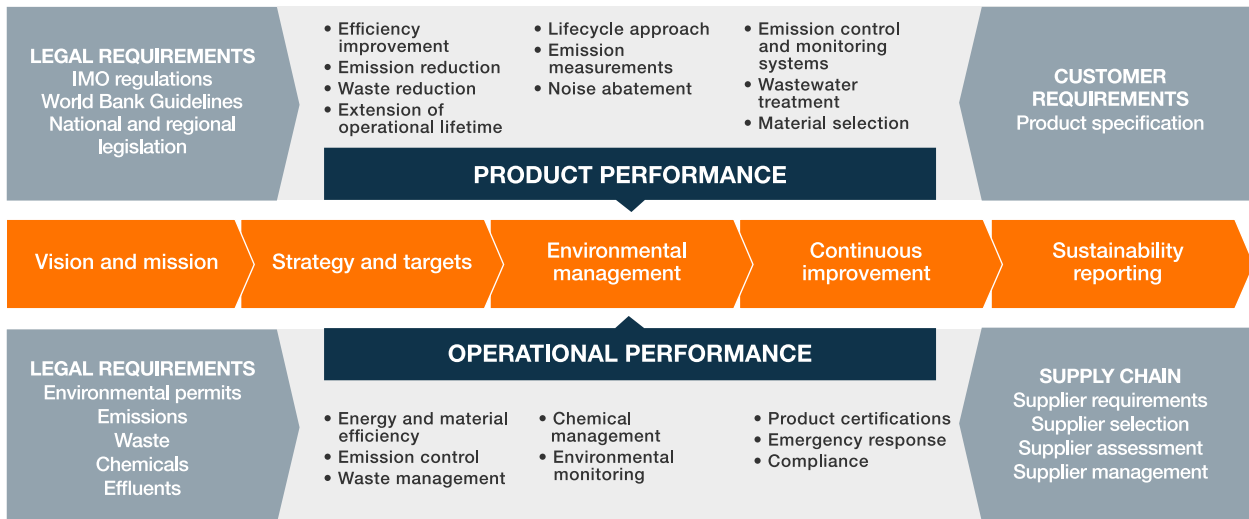 LEGAL REQUIREMENTS
IMO regulations
World Bank Guidelines
National and regional
legislation
• Efficiency
improvement
• Emission reduction
• Waste reduction
• Extension of
operational lifetime
• Lifecycle approach
• Emission
measurements
• Noise abatement
• Emission control
and monitoring
systems
• Wastewater
treatment
• Material selection
CUSTOMER
REQUIREMENTS
Product specification
PRODUCT PERFORMANCE
Vision and mission
Strategy and targets
Environmental
management
Continuous
improvement
Sustainability
reporting
OPERATIONAL PERFORMANCE
LEGAL REQUIREMENTS
Environmental permits
Emissions
Waste
Chemicals
Effluents
• Energy and material
efficiency
• Emission control
• Waste management
• Chemical
management
• Environmental
monitoring
• Product certifications
• Emergency response
• Compliance
SUPPLY CHAIN
Supplier requirements
Supplier selection
Supplier assessment
Supplier management